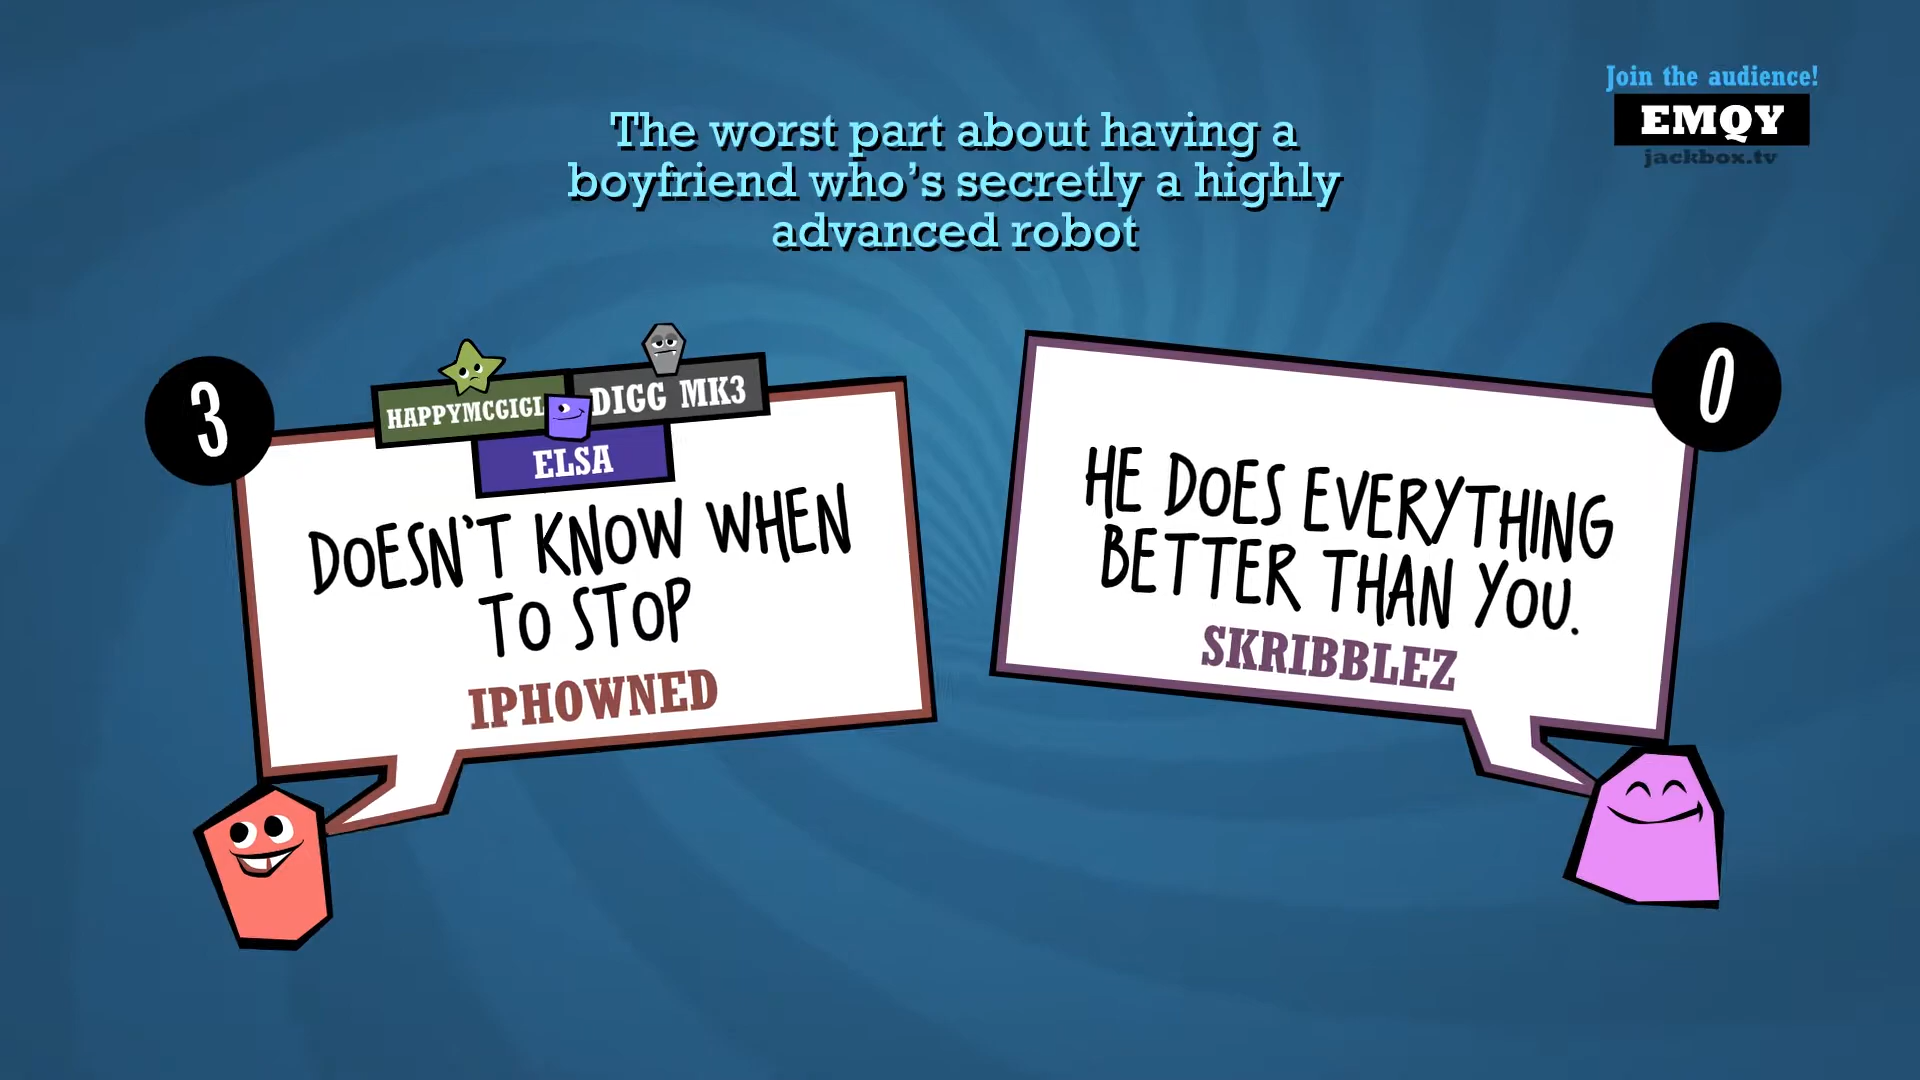 Join the audience!
EMQY
jackbox.tv
The worst part about having a
boyfriend who's secretly a highly
advanced robot
3
HAPPYMCGIGL
DIGG MK3
ELSA
DOESN'T KNOW WHEN
TO STOP
IPHOWNED
0
HE DOES EVERYTHING
BETTER THAN YOU.
SKRIBBLEZ